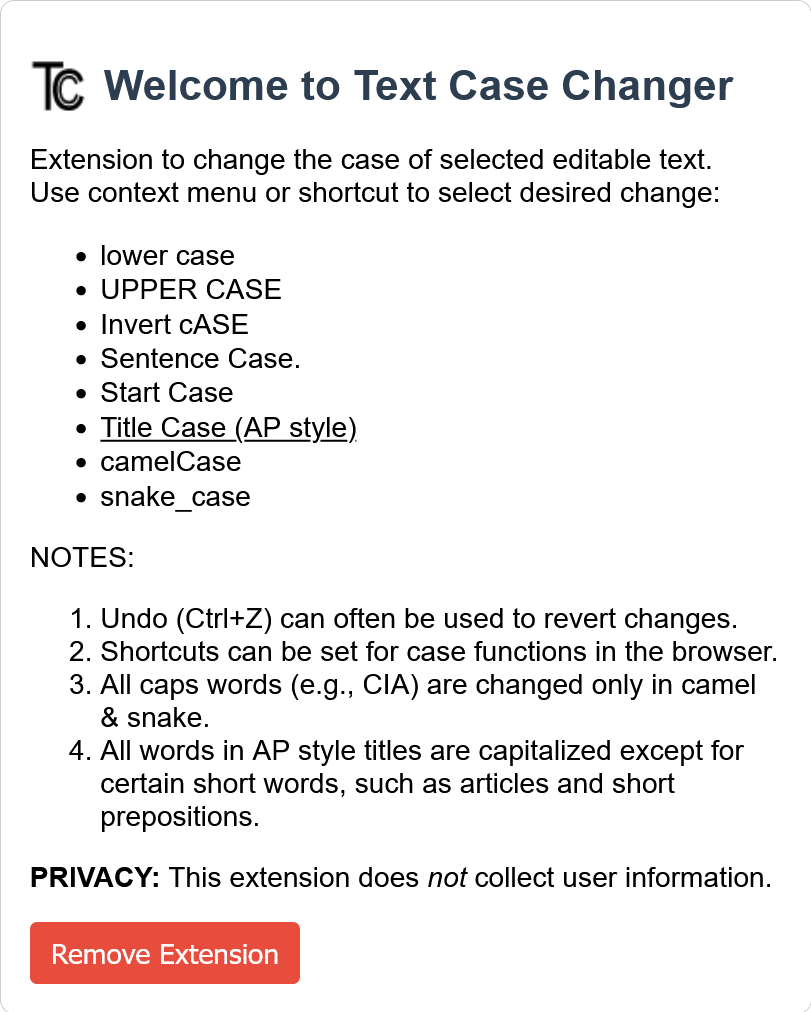 TC Welcome to Text Case Changer
Extension to change the case of selected editable text.
Use context menu or shortcut to select desired change:
• lower case
• UPPER CASE
• Invert cASE
• Sentence Case.
• Start Case
• Title Case (AP style)
• camelCase
• snake_case
NOTES:
1. Undo (Ctrl+Z) can often be used to revert changes.
2. Shortcuts can be set for case functions in the browser.
3. All caps words (e.g., CIA) are changed only in camel
& snake.
4. All words in AP style titles are capitalized except for
certain short words, such as articles and short
prepositions.
PRIVACY: This extension does not collect user information.
Remove Extension